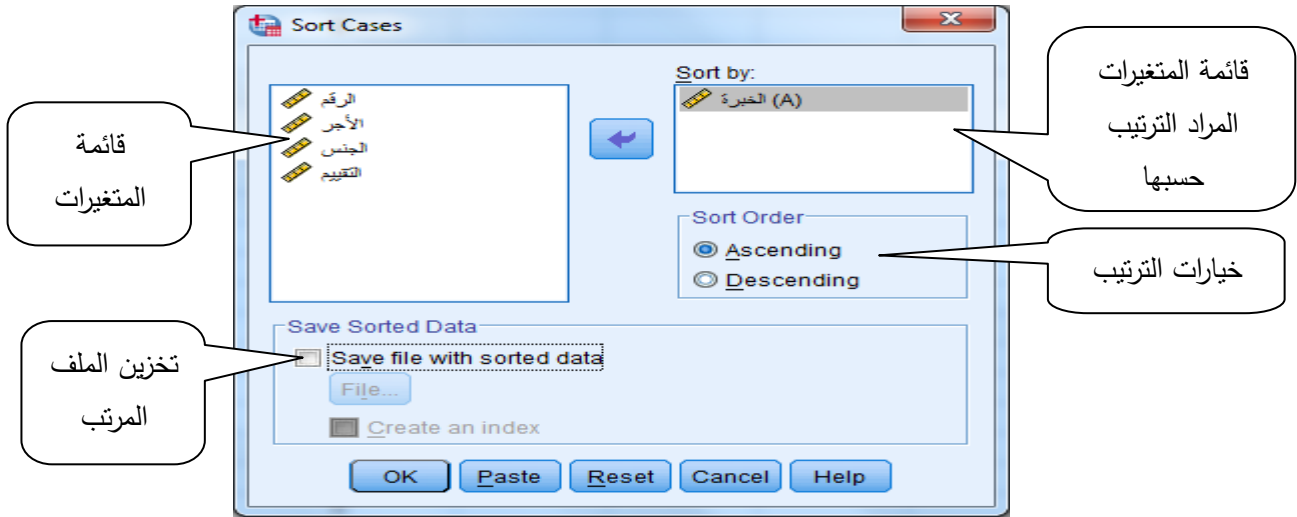 Sort Cases
الرقم
الأجر
الجنس
التقييم
Sort by:
الخبرة (A)
Sort Order
Ascending
Descending
Save Sorted Data
Save file with sorted data
File...
Create an index
OK
Paste
Reset
Cancel
Help
قائمة المتغيرات
المراد الترتيب
حسبها
خيارات الترتيب
قائمة
المتغيرات
تخزين الملف
المرتب